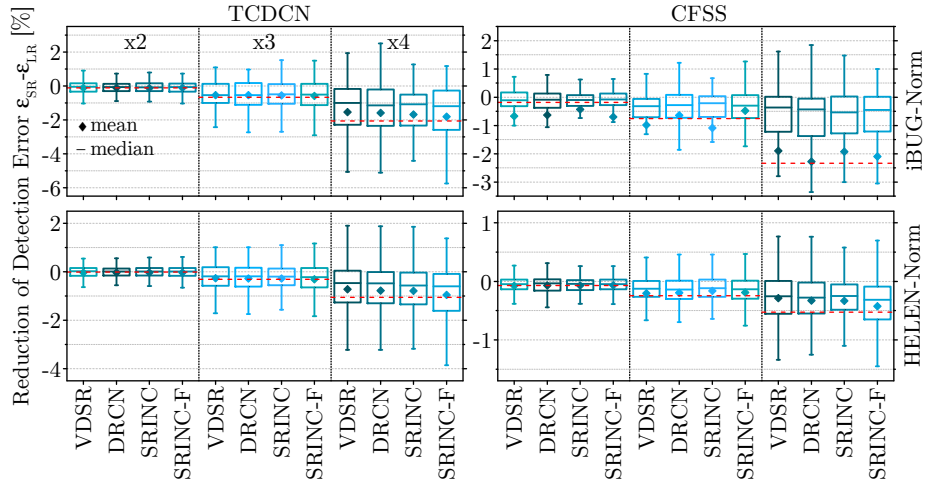 TCDCN
CFSS
Reduction of Detection Error ε_SR-ε_LR [%]
x2
x3
x4
2
0
-2
-4
-6
◆ mean
– median
2
1
0
-1
-2
-3
iBUG-Norm
2
0
-2
-4
1
0
-1
HELEN-Norm
VDSR
DRCN
SRINC
SRINC-F
VDSR
DRCN
SRINC
SRINC-F
VDSR
DRCN
SRINC
SRINC-F
VDSR
DRCN
SRINC
SRINC-F
VDSR
DRCN
SRINC
SRINC-F
VDSR
DRCN
SRINC
SRINC-F